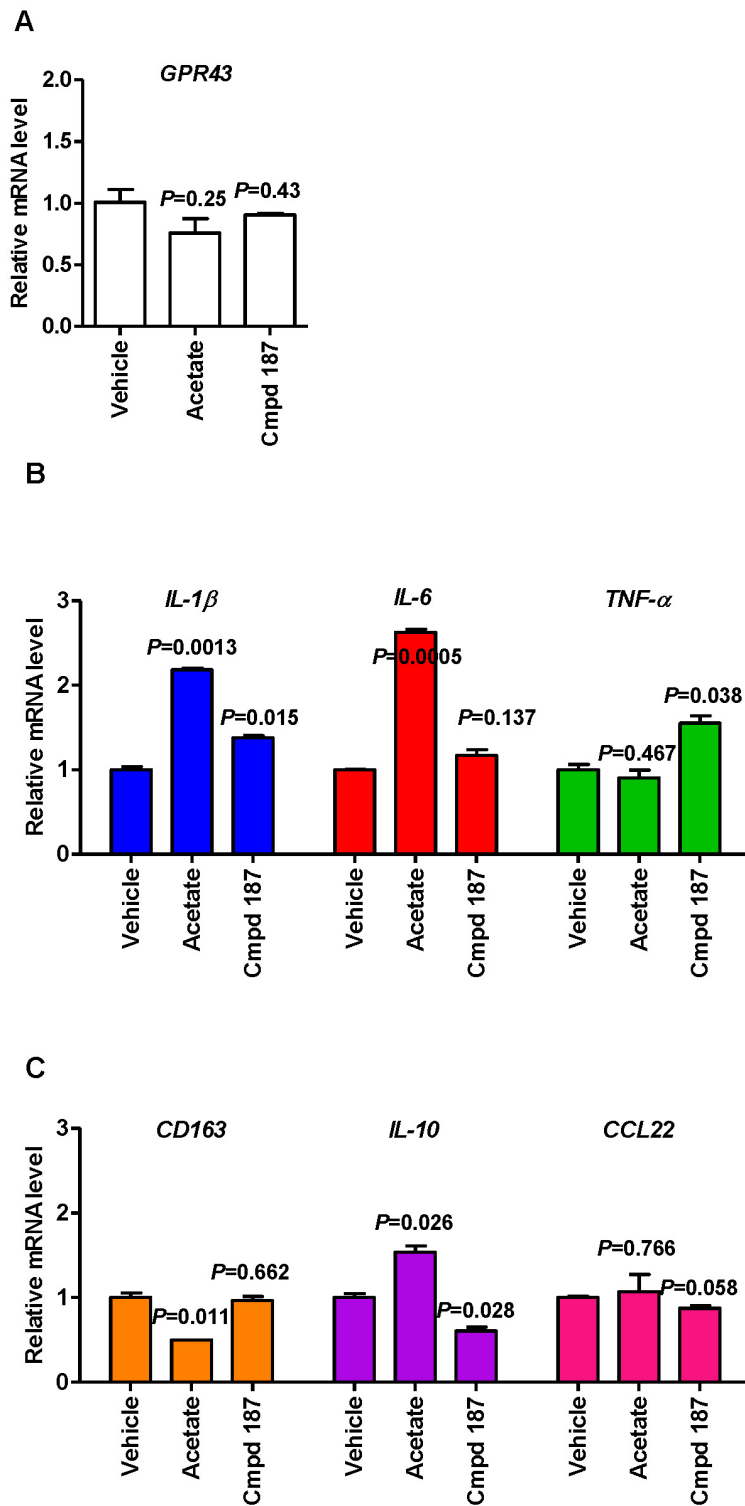 A
GPR43
Relative mRNA level
2.0
1.5
1.0
0.5
0.0
P=0.25
P=0.43
Vehicle
Acetate
Cmpd 187
B
IL-1β
IL-6
TNF-α
Relative mRNA level
3
2
1
0
P=0.0013
P=0.015
P=0.0005
P=0.137
P=0.467
P=0.038
Vehicle
Acetate
Cmpd 187
Vehicle
Acetate
Cmpd 187
Vehicle
Acetate
Cmpd 187
C
CD163
IL-10
CCL22
Relative mRNA level
3
2
1
0
P=0.011
P=0.662
P=0.026
P=0.028
P=0.766
P=0.058
Vehicle
Acetate
Cmpd 187
Vehicle
Acetate
Cmpd 187
Vehicle
Acetate
Cmpd 187